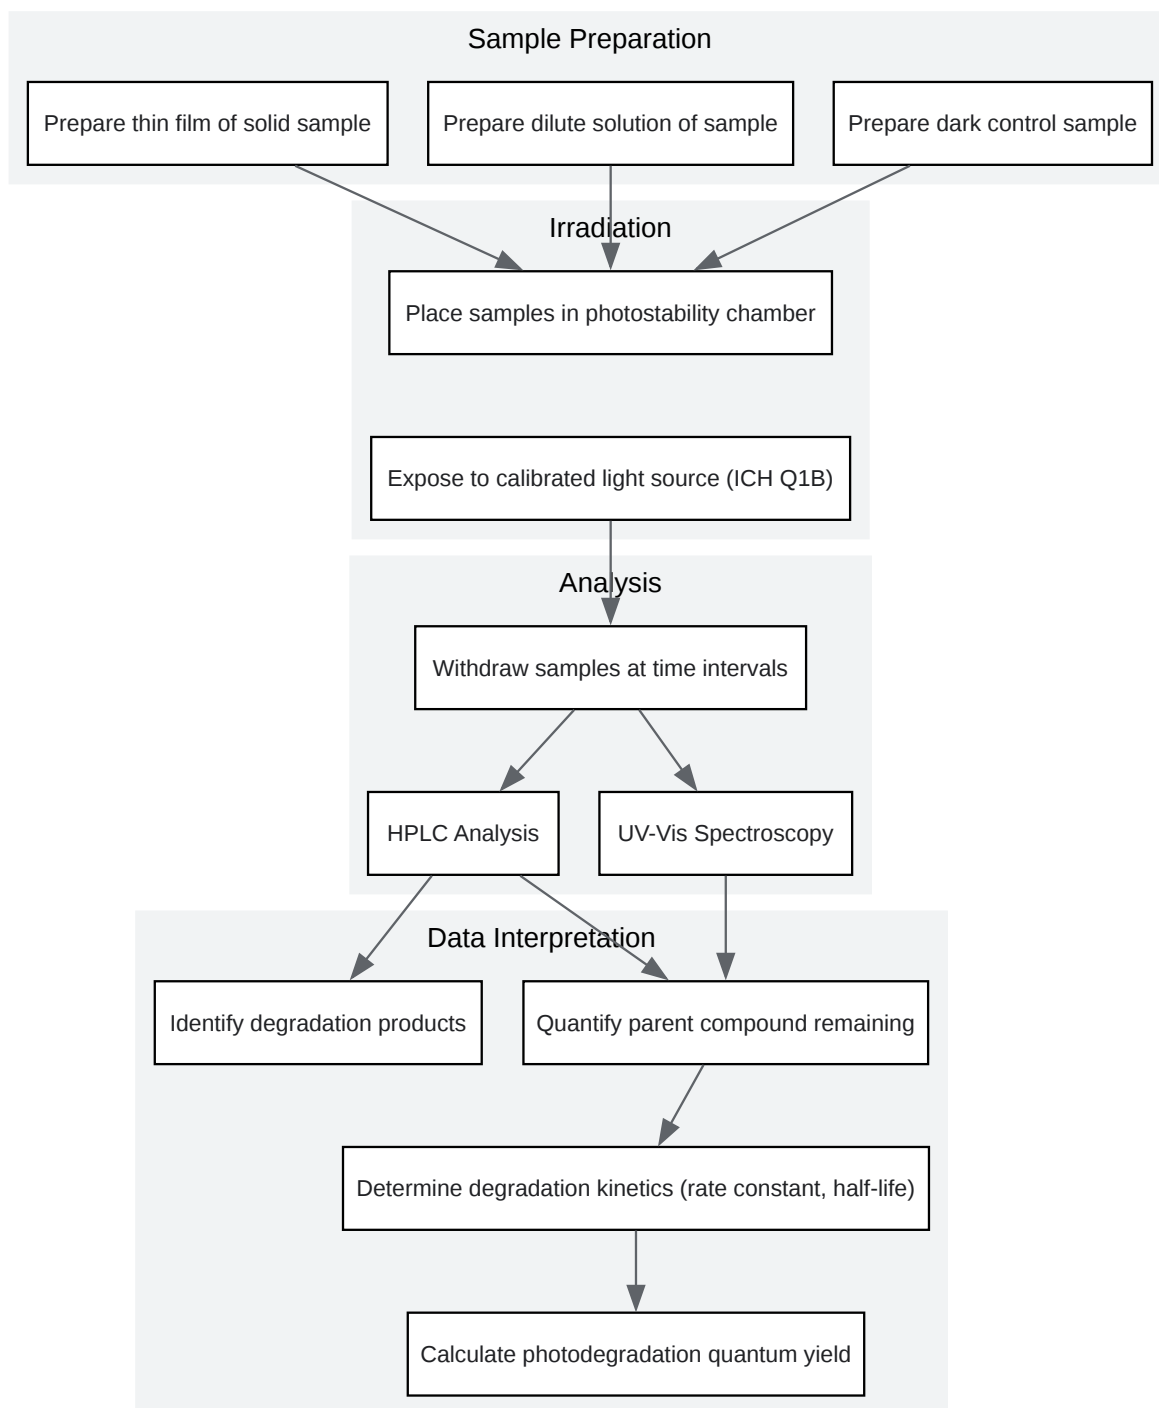 Sample Preparation
Prepare thin film of solid sample
Prepare dilute solution of sample
Prepare dark control sample
Irradiation
Place samples in photostability chamber
Expose to calibrated light source (ICH Q1B)
Analysis
Withdraw samples at time intervals
HPLC Analysis
UV-Vis Spectroscopy
Data Interpretation
Identify degradation products
Quantify parent compound remaining
Determine degradation kinetics (rate constant, half-life)
Calculate photodegradation quantum yield